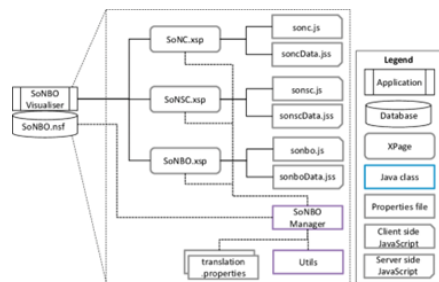 SoNBO
Visualiser
SoNBO.nsf
SoNC.xsp
sonc.js
soncData.jss
SoNSC.xsp
sonsc.js
sonscData.jss
SoNBO.xsp
sonbo.js
sonboData.jss
SoNBO
Manager
translation
.properties
Utils
Legend
Application
Database
XPage
Java class
Properties file
Client side
JavaScript
Server side
JavaScript